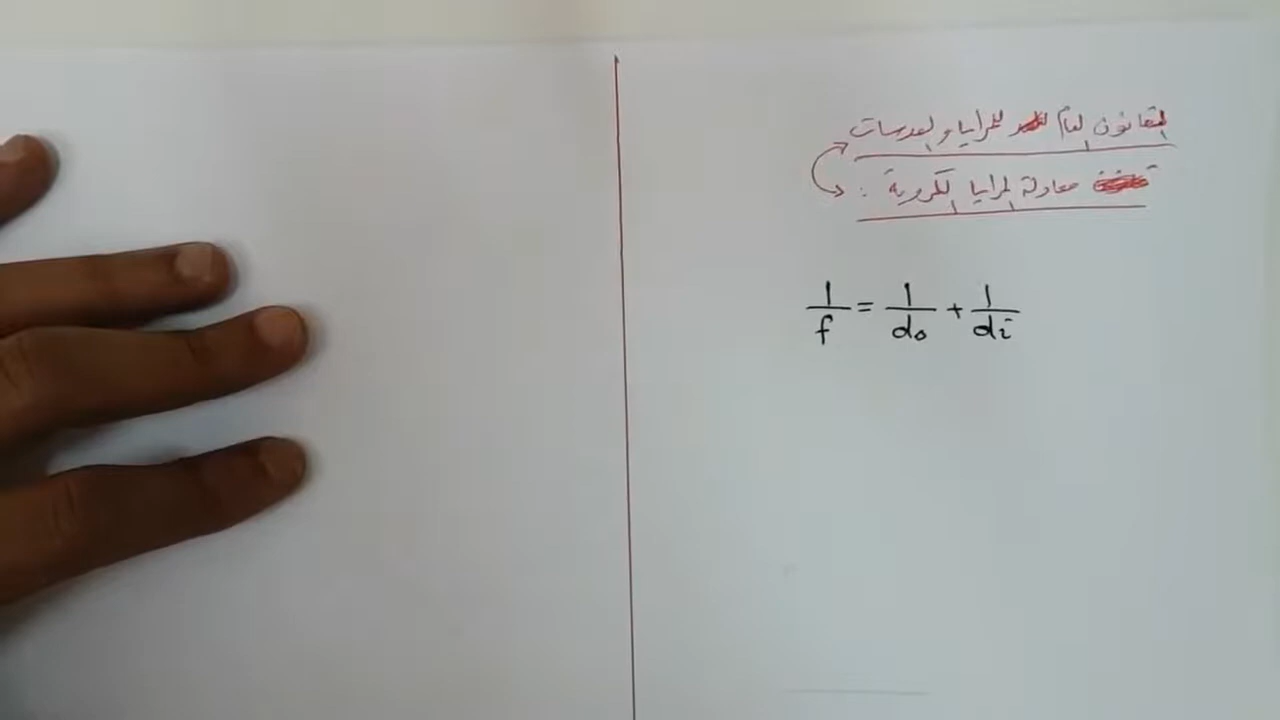 القانون العام للمرايا والعدسات
معادلة المرايا الكروية :
1/f = 1/do + 1/di